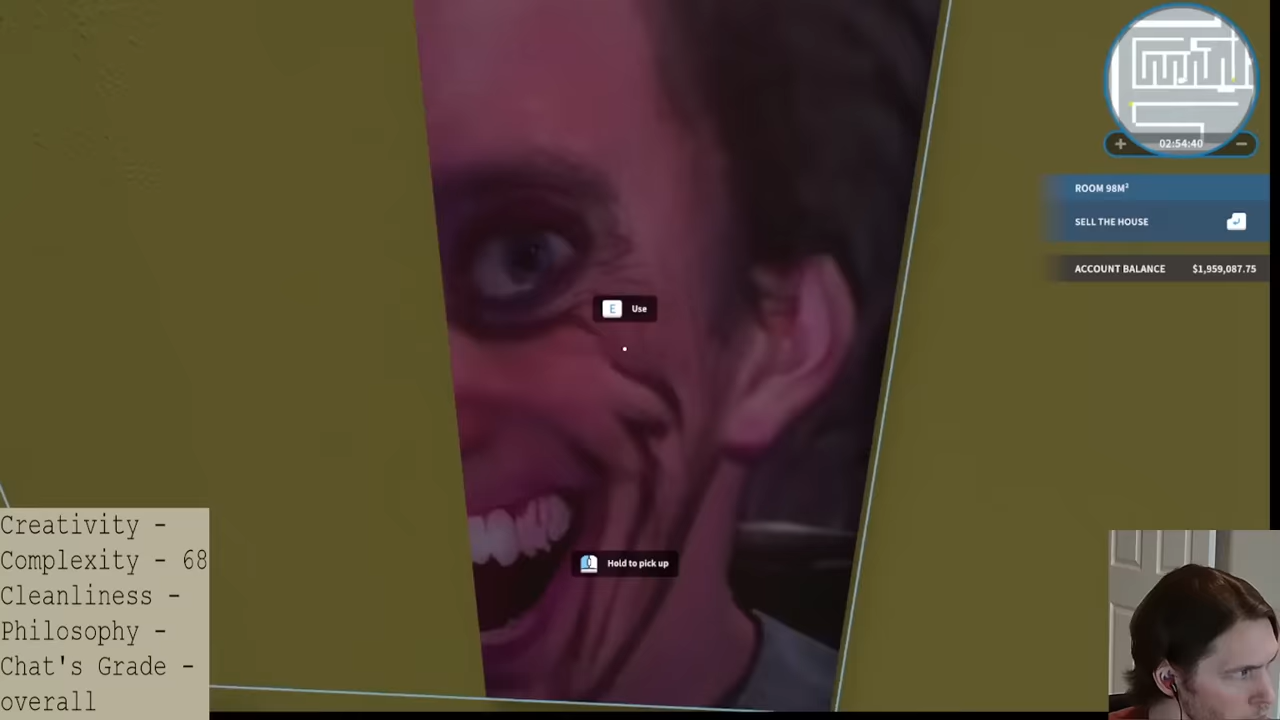 02:54:40
ROOM 98M²
SELL THE HOUSE
ACCOUNT BALANCE $1,959,087.75
E Use
Hold to pick up
Creativity -
Complexity - 68
Cleanliness -
Philosophy -
Chat's Grade -
overall